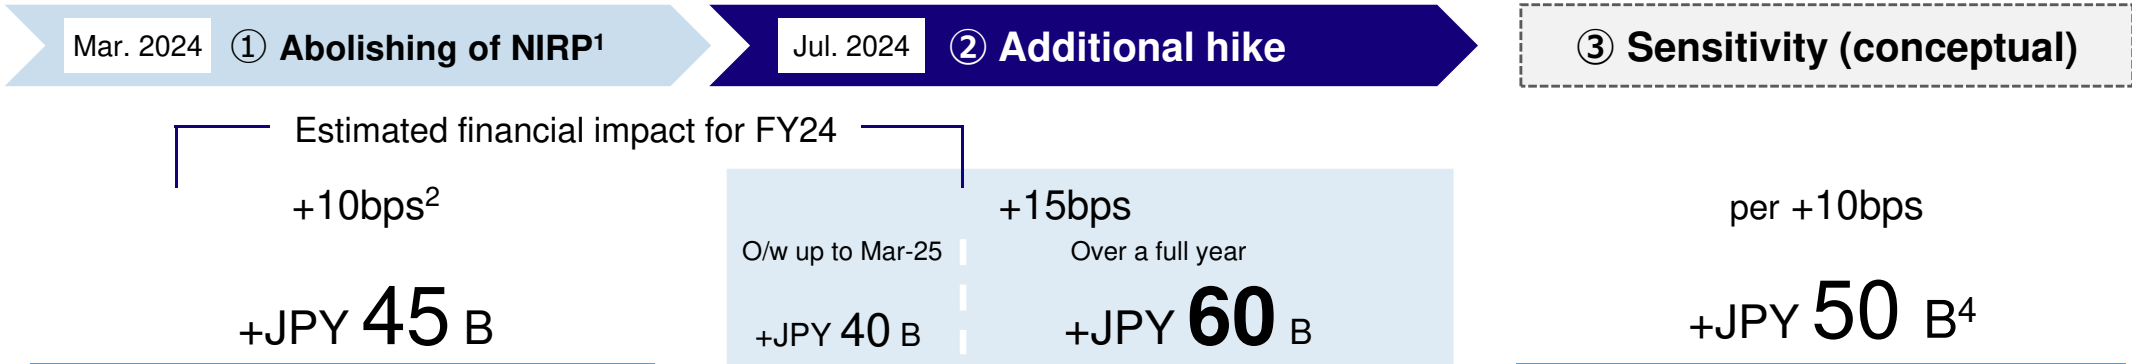 Mar. 2024 ① Abolishing of NIRP¹
Jul. 2024 ② Additional hike
③ Sensitivity (conceptual)
Estimated financial impact for FY24
+10bps²
+15bps
per +10bps
O/w up to Mar-25
Over a full year
+JPY 45 B
+JPY 40 B
+JPY 60 B
+JPY 50 B⁴